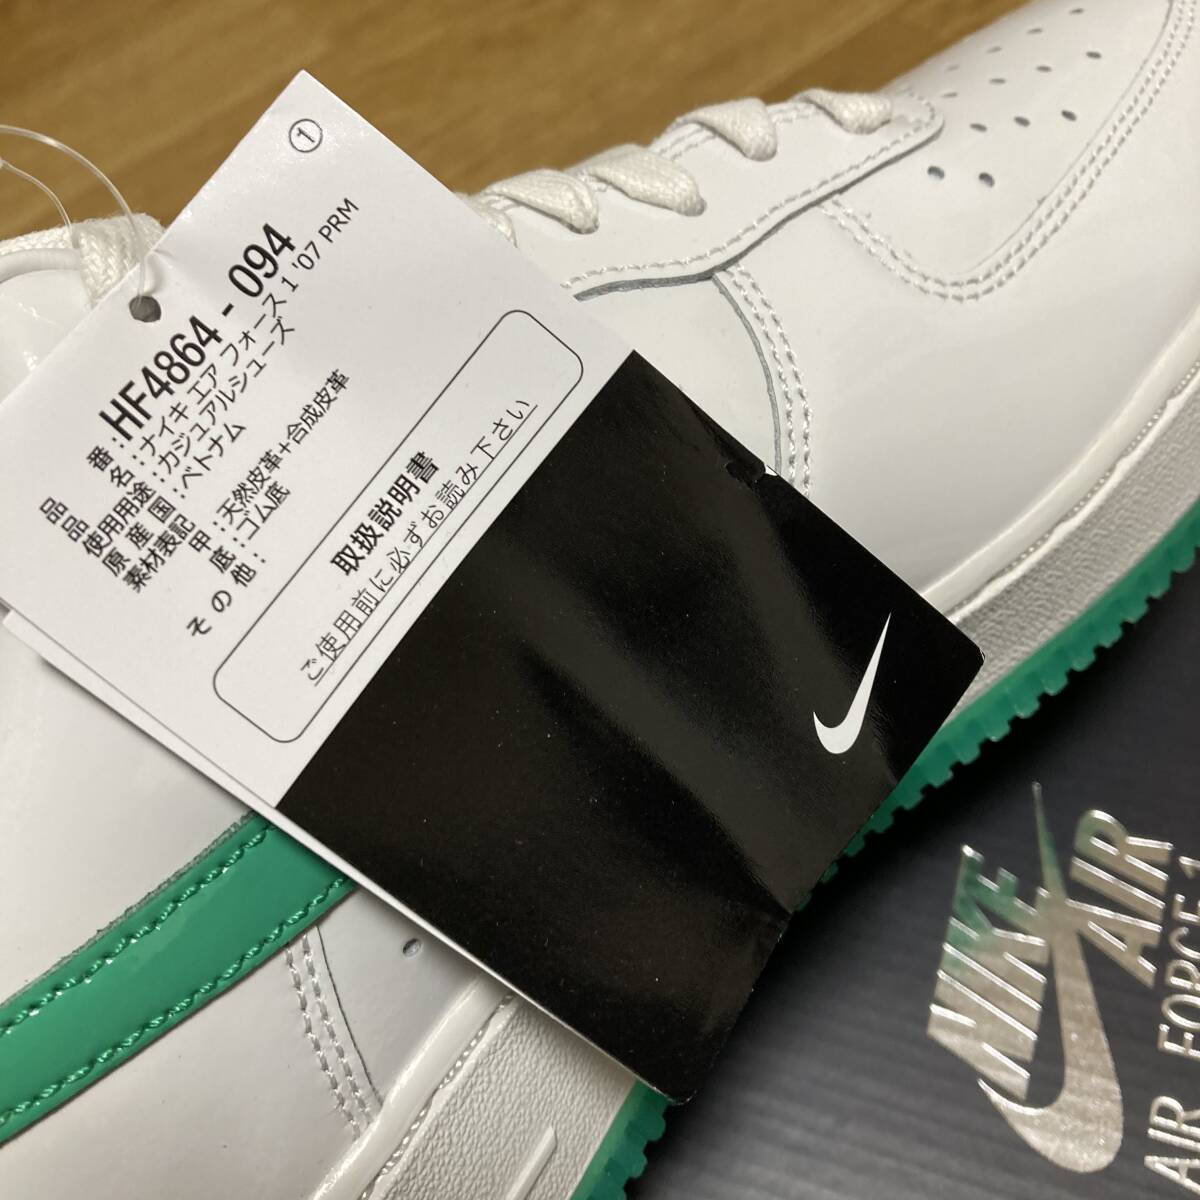 ①
品番:HF4864-094
品名:ナイキ エア フォース 1 '07 PRM
使用用途:カジュアルシューズ
原産国:ベトナム
素材表記 甲:天然皮革+合成皮革
底:ゴム底
その他:
取扱説明書
ご使用前に必ずお読み下さい
NIKE AIR
AIR FORCE 1
AIR